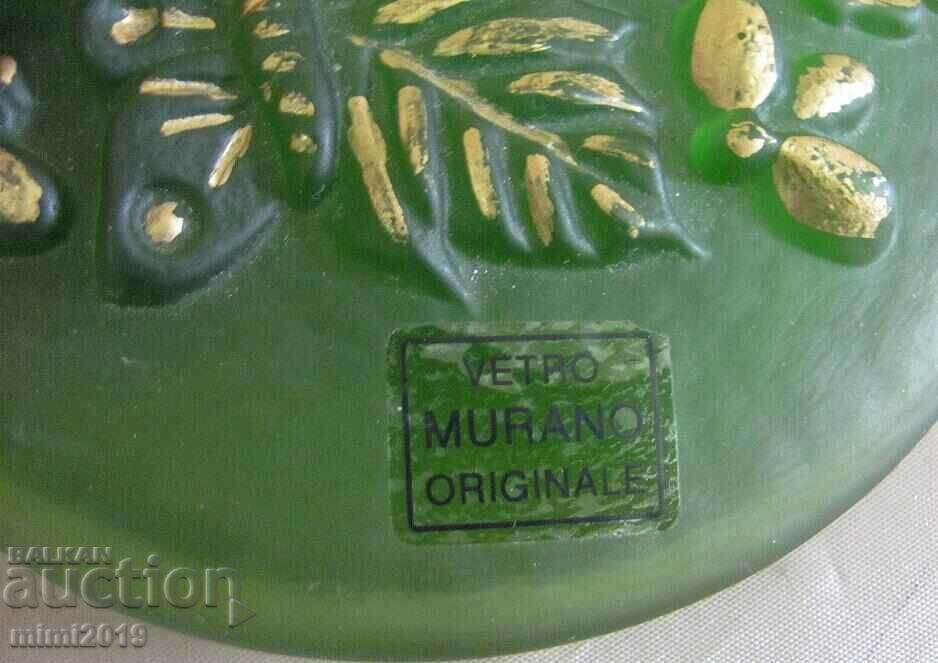 VETRO
MURANO
ORIGINALE
BALKAN
auction
mimi2019